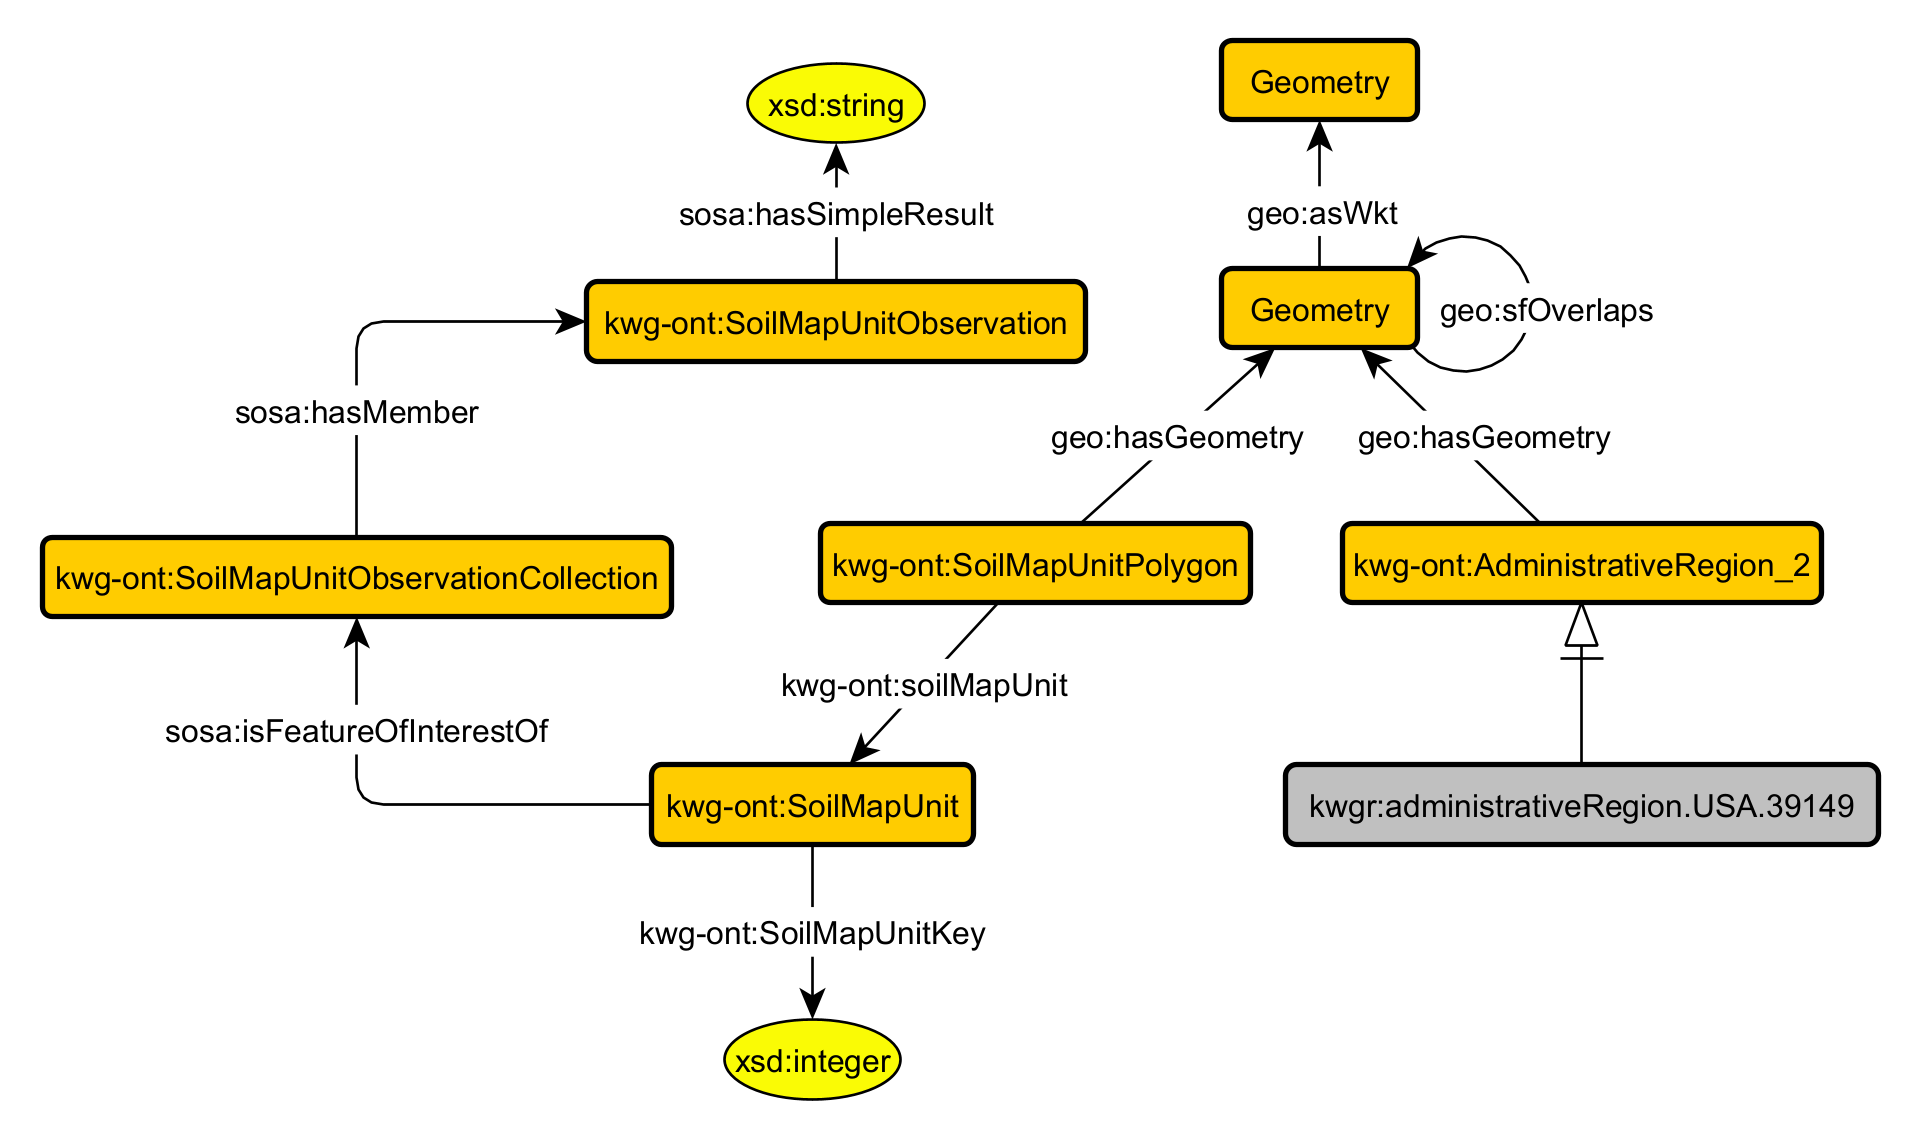 Geometry
xsd:string
geo:asWkt
sosa:hasSimpleResult
Geometry
geo:sfOverlaps
kwg-ont:SoilMapUnitObservation
sosa:hasMember
geo:hasGeometry
geo:hasGeometry
kwg-ont:SoilMapUnitObservationCollection
kwg-ont:SoilMapUnitPolygon
kwg-ont:AdministrativeRegion_2
kwg-ont:soilMapUnit
sosa:isFeatureOfInterestOf
kwg-ont:SoilMapUnit
kwgr:administrativeRegion.USA.39149
kwg-ont:SoilMapUnitKey
xsd:integer